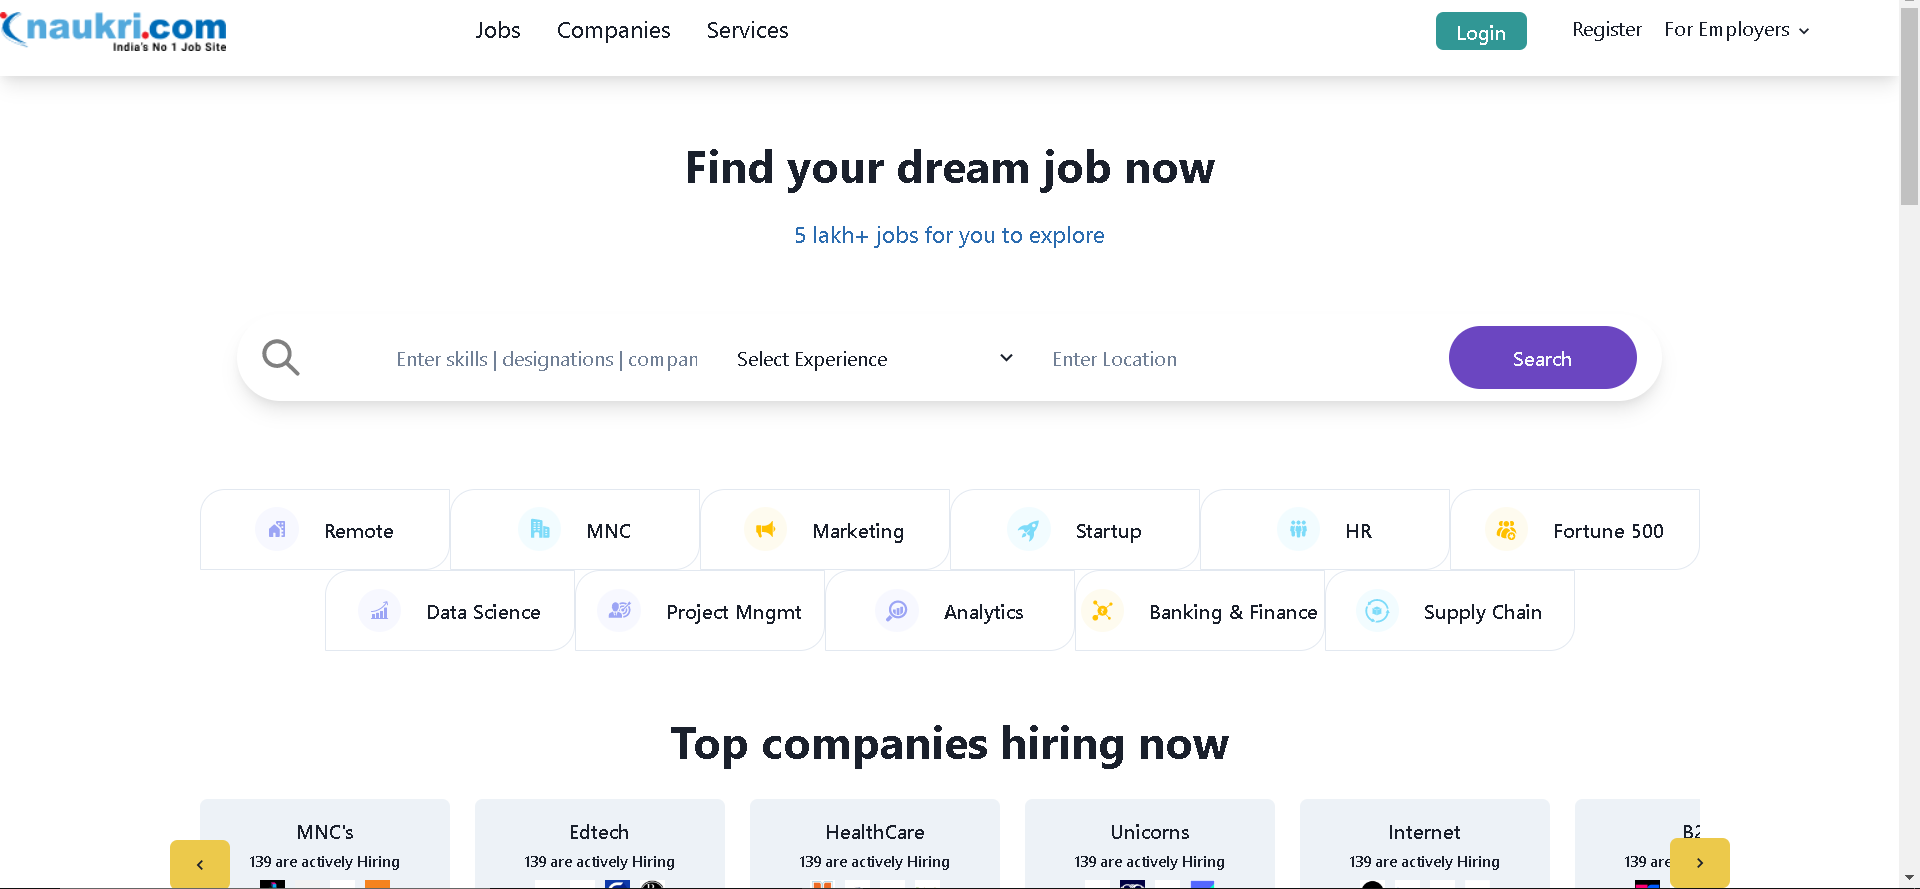 naukri.com
India's No 1 Job Site
Jobs Companies Services
Login Register For Employers
Find your dream job now
5 lakh+ jobs for you to explore
Enter skills | designations | compan Select Experience Enter Location Search
Remote MNC Marketing Startup HR Fortune 500
Data Science Project Mngmt Analytics Banking & Finance Supply Chain
Top companies hiring now
MNC's Edtech HealthCare Unicorns Internet
139 are actively Hiring 139 are actively Hiring 139 are actively Hiring 139 are actively Hiring 139 are actively Hiring 139 are